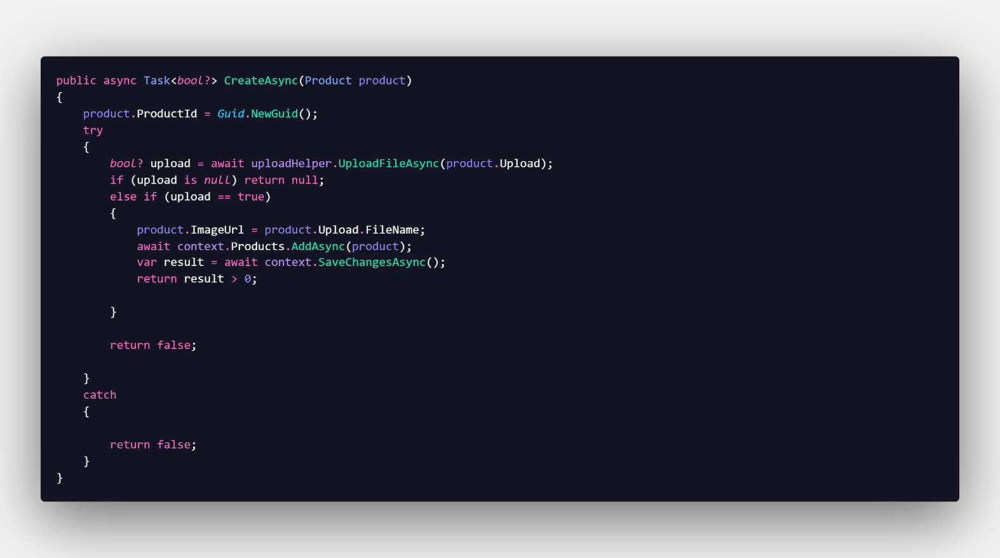 public async Task<bool?> CreateAsync(Product product)
{
    product.ProductId = Guid.NewGuid();
    try
    {
        bool? upload = await uploadHelper.UploadFileAsync(product.Upload);
        if (upload is null) return null;
        else if (upload == true)
        {
            product.ImageUrl = product.Upload.FileName;
            await context.Products.AddAsync(product);
            var result = await context.SaveChangesAsync();
            return result > 0;
        }
        return false;
    }
    catch
    {
        return false;
    }
}